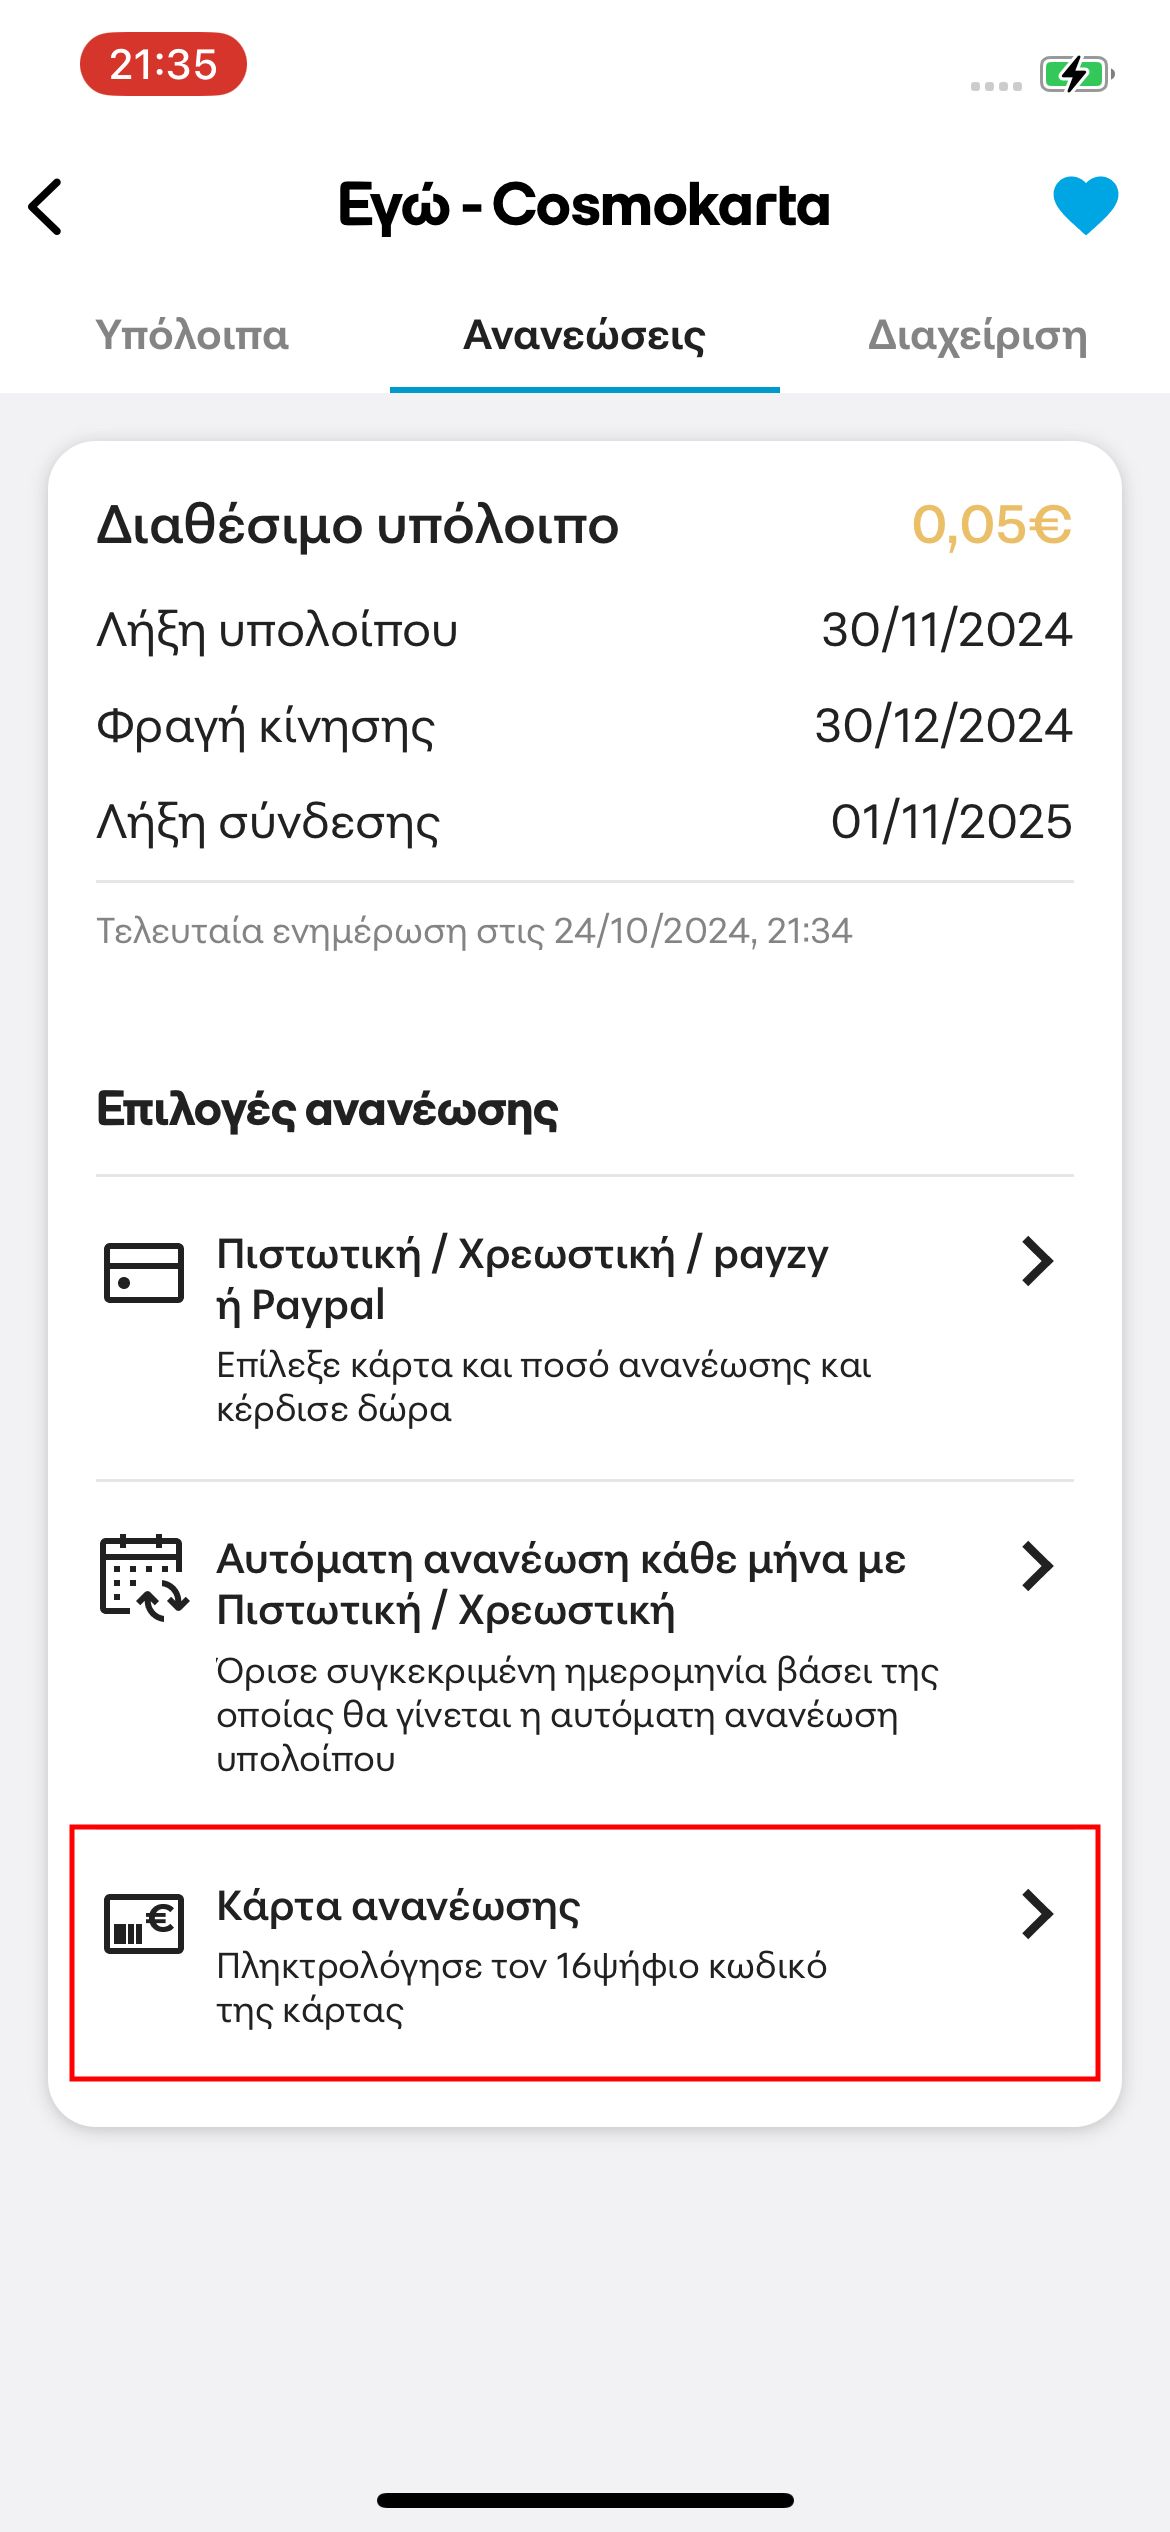 21:35
Εγώ - Cosmokarta
Υπόλοιπα Ανανεώσεις Διαχείριση
Διαθέσιμο υπόλοιπο 0,05€
Λήξη υπολοίπου 30/11/2024
Φραγή κίνησης 30/12/2024
Λήξη σύνδεσης 01/11/2025
Τελευταία ενημέρωση στις 24/10/2024, 21:34
Επιλογές ανανέωσης
Πιστωτική / Χρεωστική / payzy
ή Paypal
Επίλεξε κάρτα και ποσό ανανέωσης και
κέρδισε δώρα
Αυτόματη ανανέωση κάθε μήνα με
Πιστωτική / Χρεωστική
Όρισε συγκεκριμένη ημερομηνία βάσει της
οποίας θα γίνεται η αυτόματη ανανέωση
υπολοίπου
€
Κάρτα ανανέωσης
Πληκτρολόγησε τον 16ψήφιο κωδικό
της κάρτας